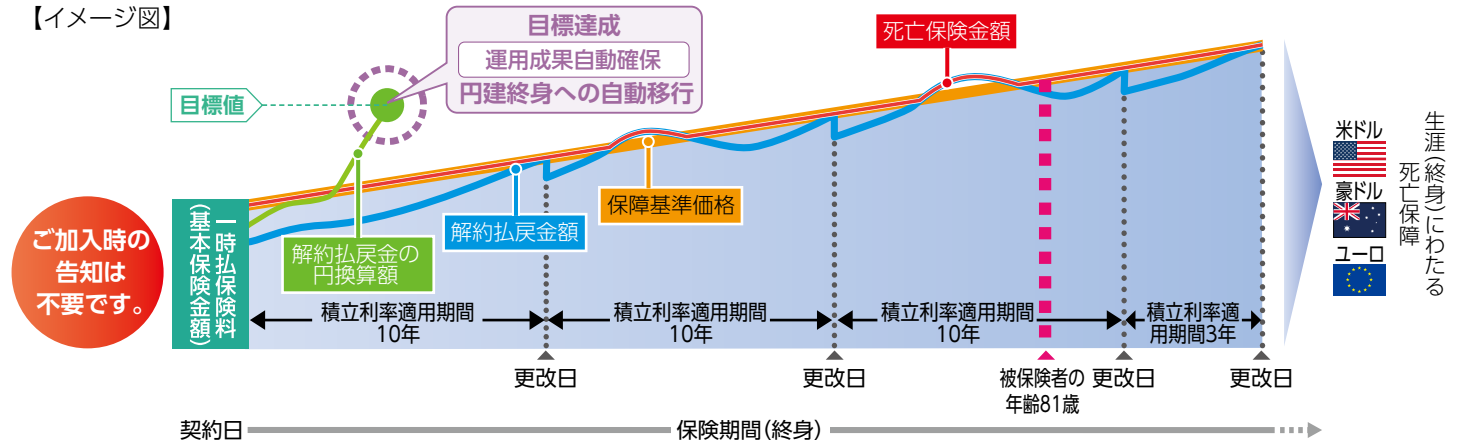 【イメージ図】
目標達成
運用成果自動確保
円建終身への自動移行
死亡保険金額
目標値
保障基準価格
解約払戻金額
解約払戻金の
円換算額
ご加入時の
告知は
不要です。
一時払保険料
（基本保険金額）
積立利率適用期間
10年
積立利率適用期間
10年
積立利率適用期間
10年
積立利率適
用期間3年
更改日
更改日
被保険者の
年齢81歳
更改日
更改日
米ドル
豪ドル
ユーロ
生涯（終身）にわたる
死亡保障
契約日
保険期間（終身）